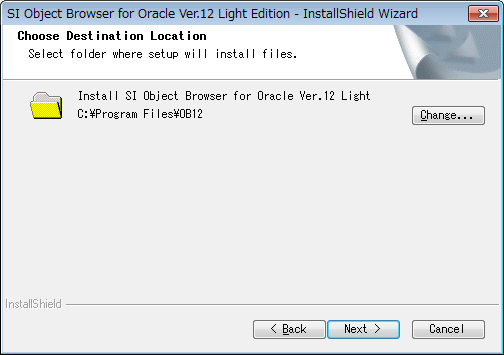 SI Object Browser for Oracle Ver.12 Light Edition - InstallShield Wizard
Choose Destination Location
Select folder where setup will install files.
Install SI Object Browser for Oracle Ver.12 Light
C:¥Program Files¥OB12
Change...
InstallShield
< Back
Next >
Cancel